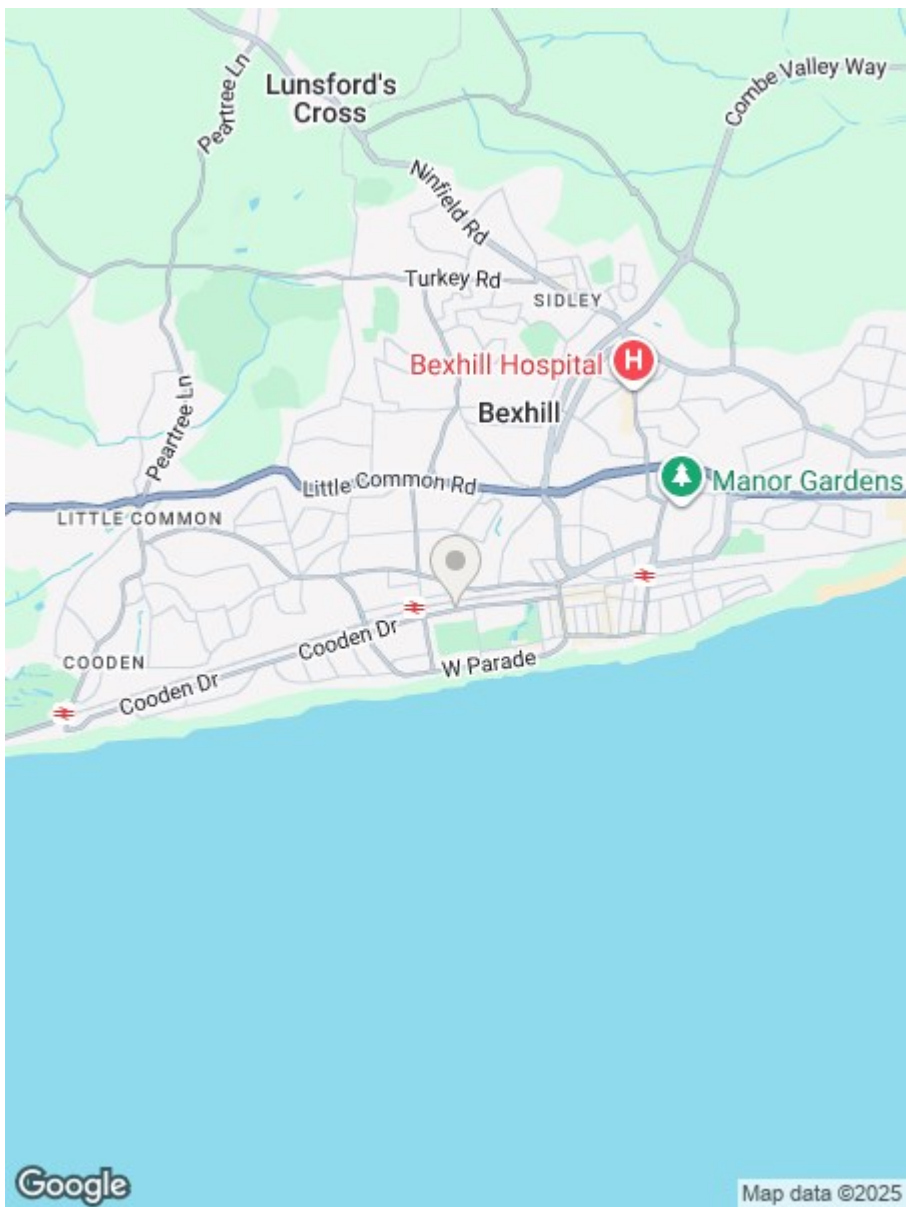 Combe Valley Way
Peartree Ln
Lunsford's
Cross
Ninfield Rd
Turkey Rd
SIDLEY
Bexhill Hospital
H
Bexhill
Peartree Ln
Little Common Rd
Manor Gardens
LITTLE COMMON
Cooden Dr
COODEN
W Parade
Cooden Dr
Google
Map data ©2025